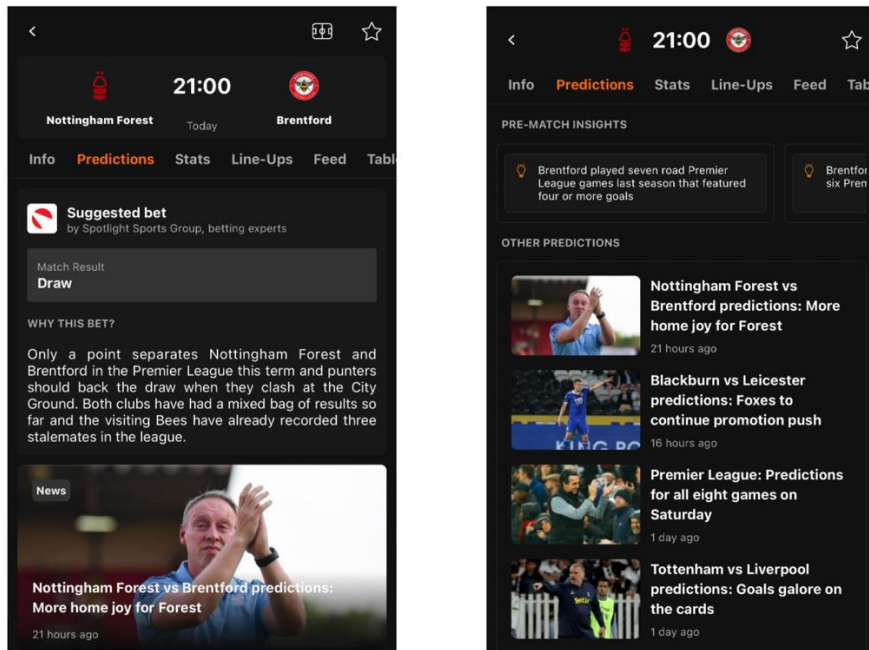 21:00
Nottingham Forest
Today
Brentford
Info Predictions Stats Line-Ups Feed
Suggested bet
by Spotlight Sports Group, betting experts
Match Result
Draw
WHY THIS BET?
Only a point separates Nottingham Forest and
Brentford in the Premier League this term and punters
should back the draw when they clash at the City
Ground. Both clubs have had a mixed bag of results so
far and the visiting Bees have already recorded three
stalemates in the league.
News
Nottingham Forest vs Brentford predictions:
More home joy for Forest
21 hours ago
21:00
Info Predictions Stats Line-Ups Feed Tab
PRE-MATCH INSIGHTS
Brentford played seven road Premier
League games last season that featured
four or more goals
Brentfor
six Prem
OTHER PREDICTIONS
Nottingham Forest vs
Brentford predictions: More
home joy for Forest
21 hours ago
Blackburn vs Leicester
predictions: Foxes to
continue promotion push
16 hours ago
Premier League: Predictions
for all eight games on
Saturday
1 day ago
Tottenham vs Liverpool
predictions: Goals galore on
the cards
1 day ago